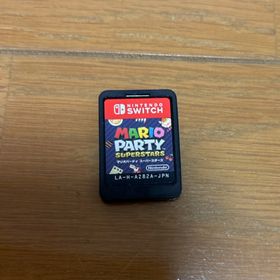 NINTENDO
SWITCH
MARIO
PARTY
SUPERSTARS
マリオパーティ スーパースターズ
Nintendo
LA-H-A282A-JPN